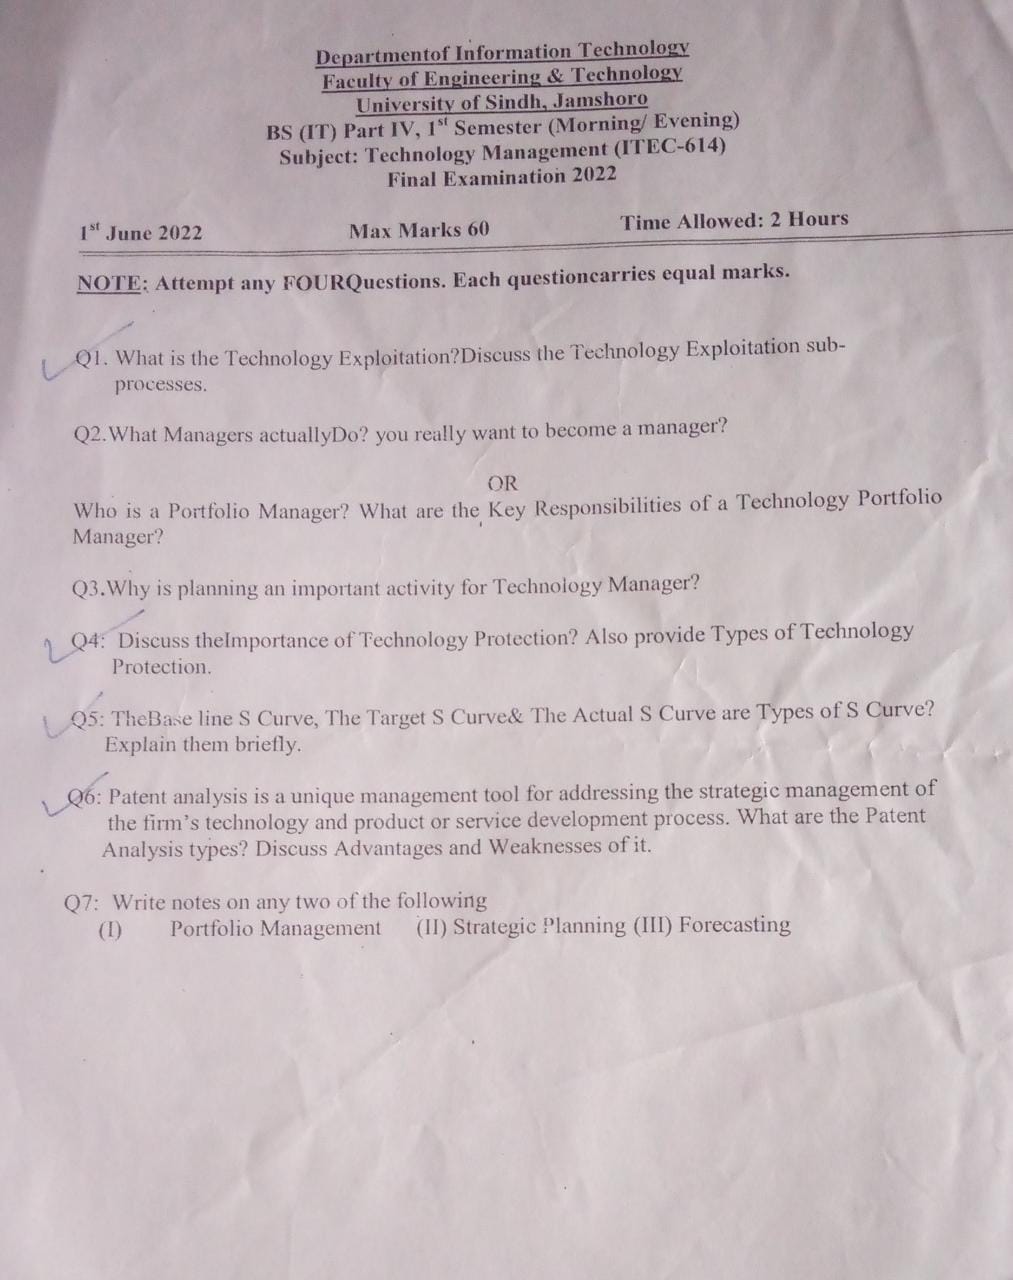 Departmentof Information Technology
Faculty of Engineering & Technology
University of Sindh, Jamshoro
BS (IT) Part IV, 1st Semester (Morning/ Evening)
Subject: Technology Management (ITEC-614)
Final Examination 2022
1st June 2022 Max Marks 60 Time Allowed: 2 Hours
NOTE: Attempt any FOURQuestions. Each questioncarries equal marks.
Q1. What is the Technology Exploitation?Discuss the Technology Exploitation sub-
processes.
Q2.What Managers actuallyDo? you really want to become a manager?
OR
Who is a Portfolio Manager? What are the Key Responsibilities of a Technology Portfolio
Manager?
Q3.Why is planning an important activity for Technology Manager?
Q4: Discuss theImportance of Technology Protection? Also provide Types of Technology
Protection.
Q5: TheBase line S Curve, The Target S Curve& The Actual S Curve are Types of S Curve?
Explain them briefly.
Q6: Patent analysis is a unique management tool for addressing the strategic management of
the firm's technology and product or service development process. What are the Patent
Analysis types? Discuss Advantages and Weaknesses of it.
Q7: Write notes on any two of the following
(I) Portfolio Management (II) Strategic Planning (III) Forecasting